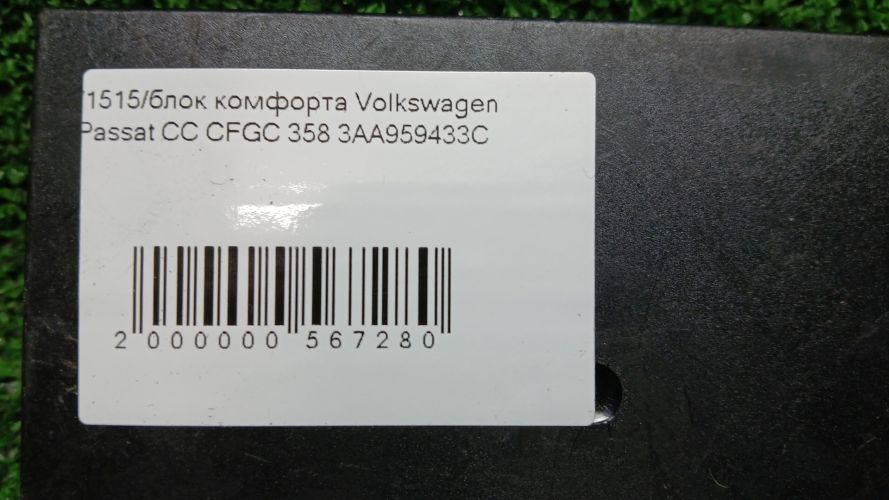 1515/блок комфорта Volkswagen
Passat CC CFGC 358 3AA959433C
2 000000 567280